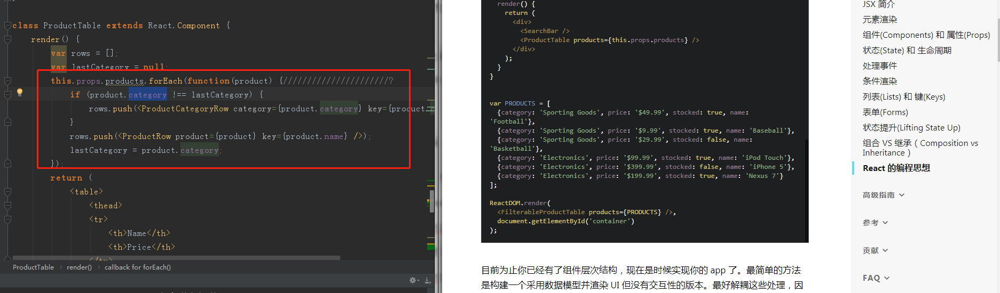 class ProductTable extends React.Component {
render() {
var rows = [];
var lastCategory = null;
this.props.products.forEach(function(product) {//////////////////////?
if (product.category !== lastCategory) {
rows.push(<ProductCategoryRow category={product.category} key={product.
}
rows.push(<ProductRow product={product} key={product.name} />);
lastCategory = product.category;
});
return (
<table>
<thead>
<tr>
<th>Name</th>
<th>Price</th>
</tr>
ProductTable › render() › callback for forEach()
render() {
return (
<div>
<SearchBar />
<ProductTable products={this.props.products} />
</div>
);
}
}
var PRODUCTS = [
{category: 'Sporting Goods', price: '$49.99', stocked: true, name:
'Football'},
{category: 'Sporting Goods', price: '$9.99', stocked: true, name: 'Baseball'},
{category: 'Sporting Goods', price: '$29.99', stocked: false, name:
'Basketball'},
{category: 'Electronics', price: '$99.99', stocked: true, name: 'iPod Touch'},
{category: 'Electronics', price: '$399.99', stocked: false, name: 'iPhone 5'},
{category: 'Electronics', price: '$199.99', stocked: true, name: 'Nexus 7'}
];
ReactDOM.render(
<FilterableProductTable products={PRODUCTS} />,
document.getElementById('container')
);
目前为止你已经有了组件层次结构，现在是时候实现你的 app 了。最简单的方法
是构建一个采用数据模型并渲染 UI 但没有交互性的版本。最好解耦这些处理，因
JSX 简介
元素渲染
组件(Components) 和 属性(Props)
状态(State) 和 生命周期
处理事件
条件渲染
列表(Lists) 和 键(Keys)
表单(Forms)
状态提升(Lifting State Up)
组合 VS 继承（Composition vs
Inheritance）
React 的编程思想
高级指南
参考
贡献
FAQ